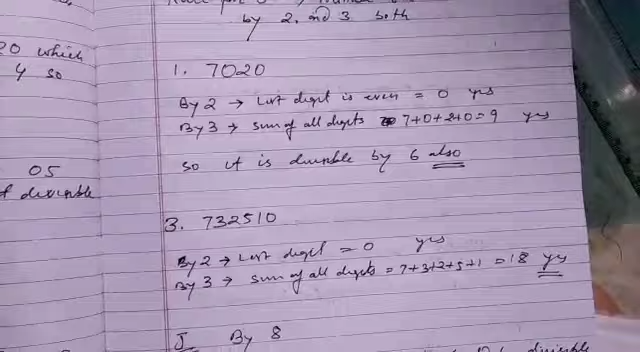 20 which
4 so
05
divisible
by 2, and 3 both
1. 7020
By 2 → Last digit is even = 0 yes
By 3 → sum of all digits 7+0+2+0=9 yes
so it is divisible by 6 also
3. 732510
By 2 → Last digit = 0 yes
By 3 → sum of all digits = 7+3+2+5+1 = 18 yes
J By 8
divisible